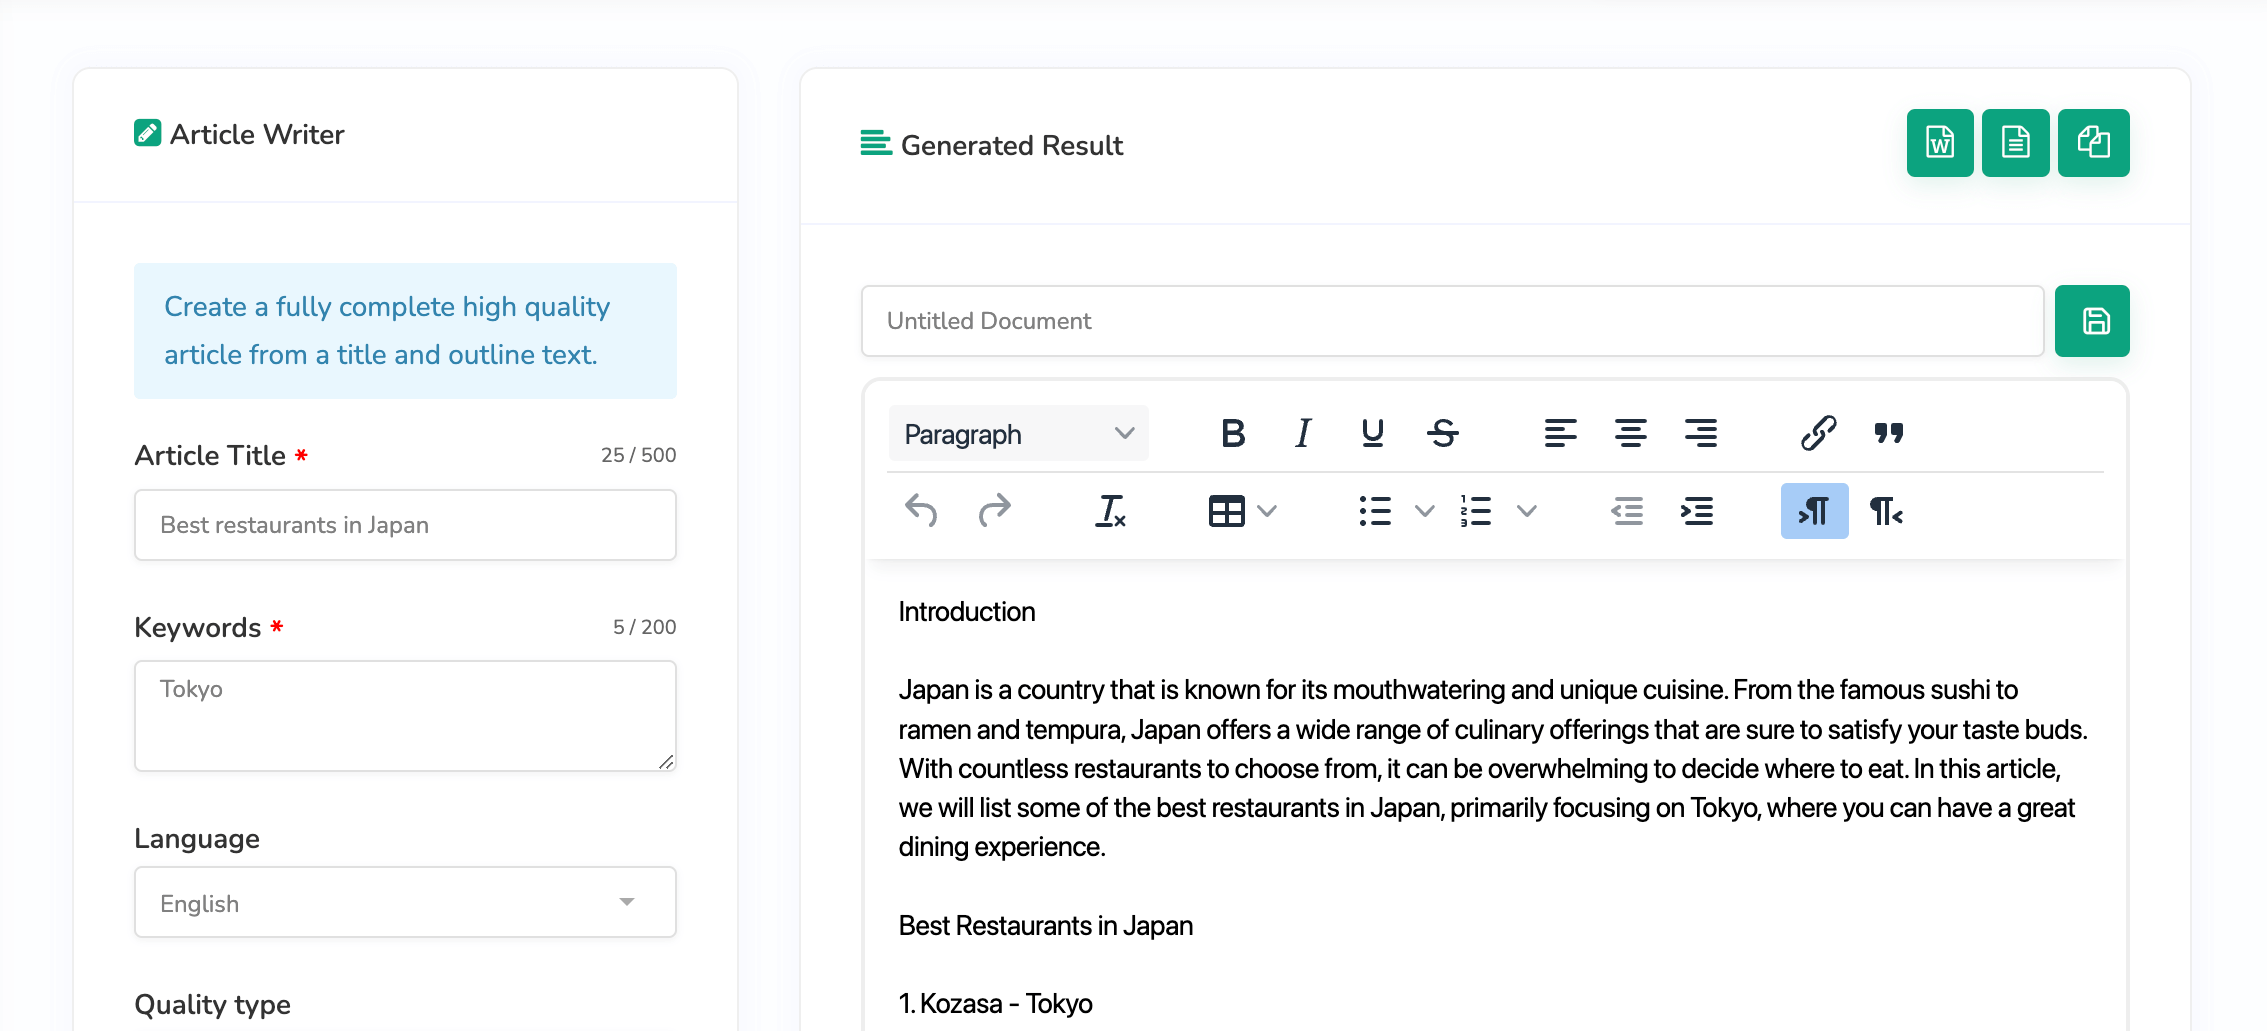 Article Writer
Create a fully complete high quality
article from a title and outline text.
Article Title *
25 / 500
Best restaurants in Japan
Keywords *
5 / 200
Tokyo
Language
English
Quality type
Generated Result
Untitled Document
Paragraph
Introduction
Japan is a country that is known for its mouthwatering and unique cuisine. From the famous sushi to
ramen and tempura, Japan offers a wide range of culinary offerings that are sure to satisfy your taste buds.
With countless restaurants to choose from, it can be overwhelming to decide where to eat. In this article,
we will list some of the best restaurants in Japan, primarily focusing on Tokyo, where you can have a great
dining experience.
Best Restaurants in Japan
1. Kozasa - Tokyo